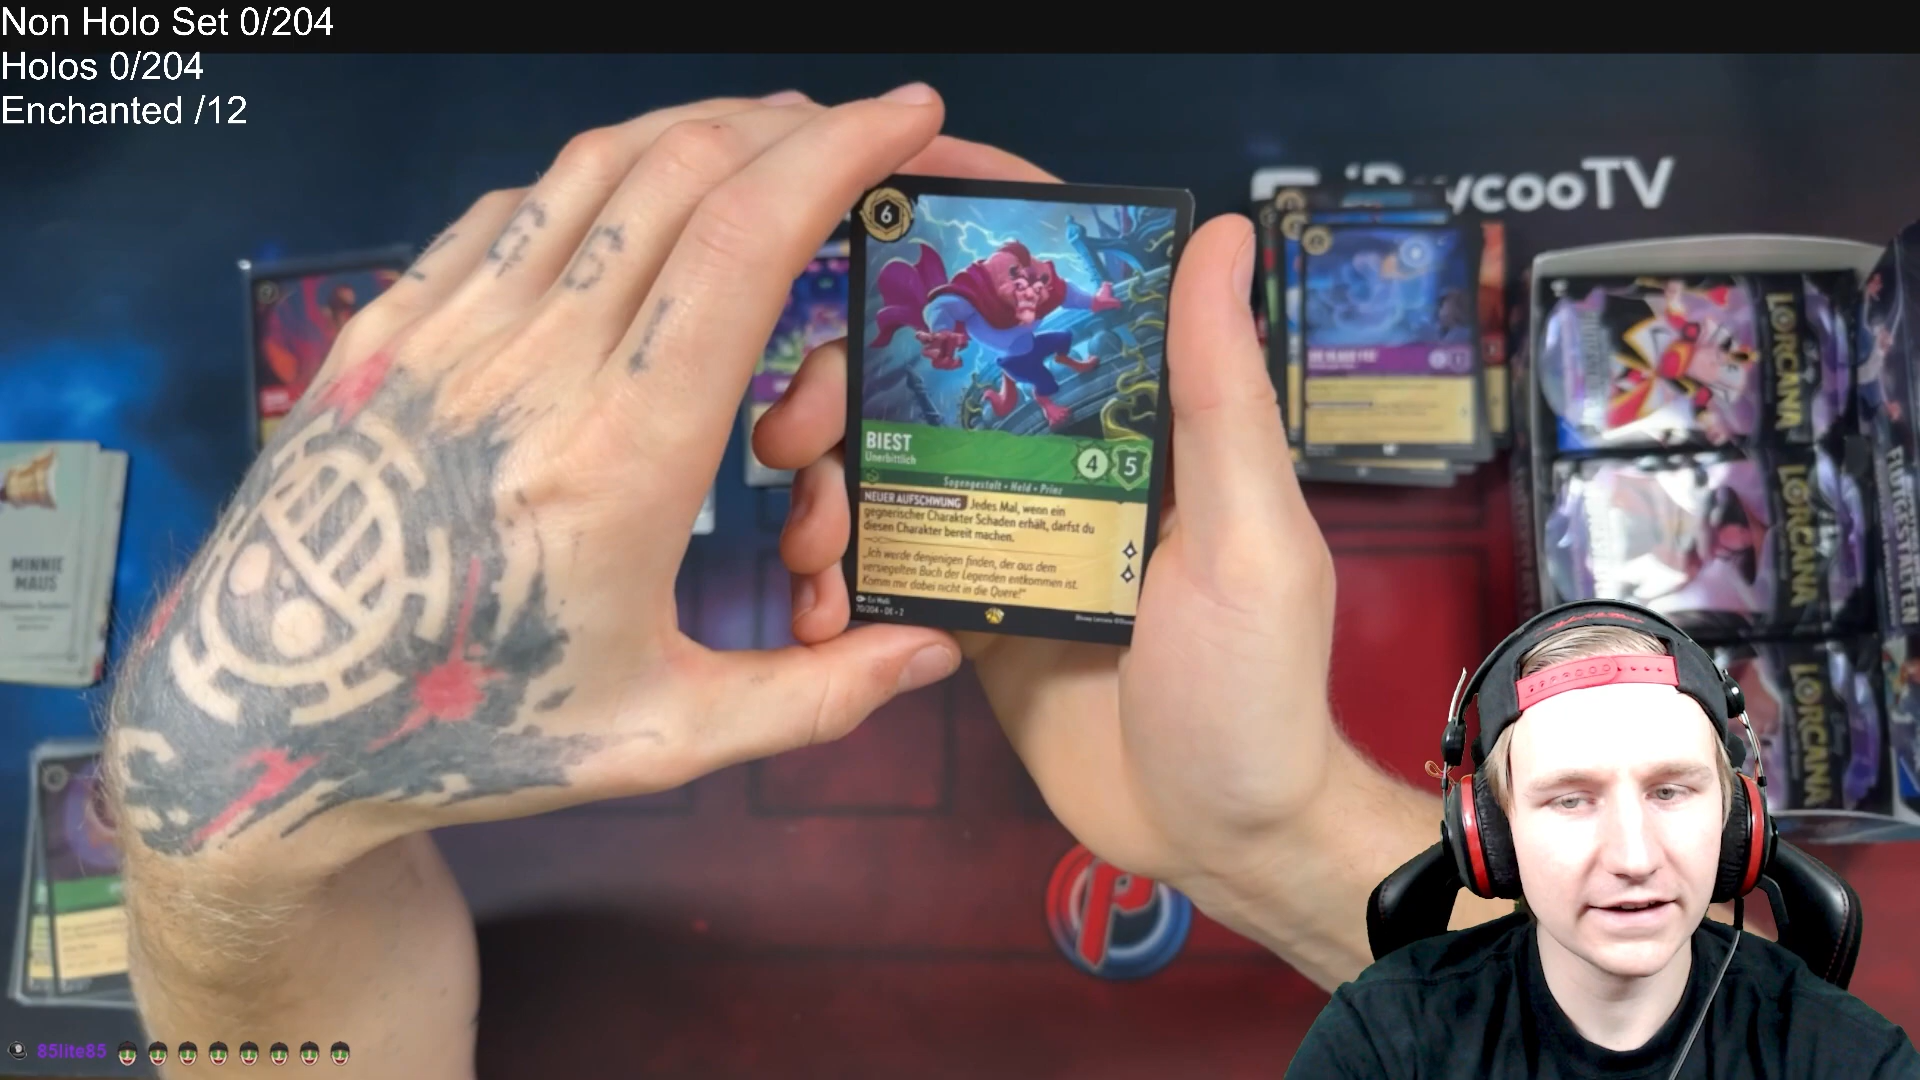 Non Holo Set 0/204
Holos 0/204
Enchanted /12
ycooTV
6
BIEST
Unerbittlich
4 5
Sagengestalt • Held • Prinz
NEUER AUFSCHWUNG Jedes Mal, wenn ein
gegnerischer Charakter Schaden erhält, darfst du
diesen Charakter bereit machen.
„Ich werde denjenigen finden, der aus dem
versiegelten Buch der Legenden entkommen ist.
Komm mir dabei nicht in die Quere!“
70/204 • DE • 2
MINNIE
MAUS
LORCANA
LORCANA
LORCANA
FLUTGESTALTEN
P
85lite85